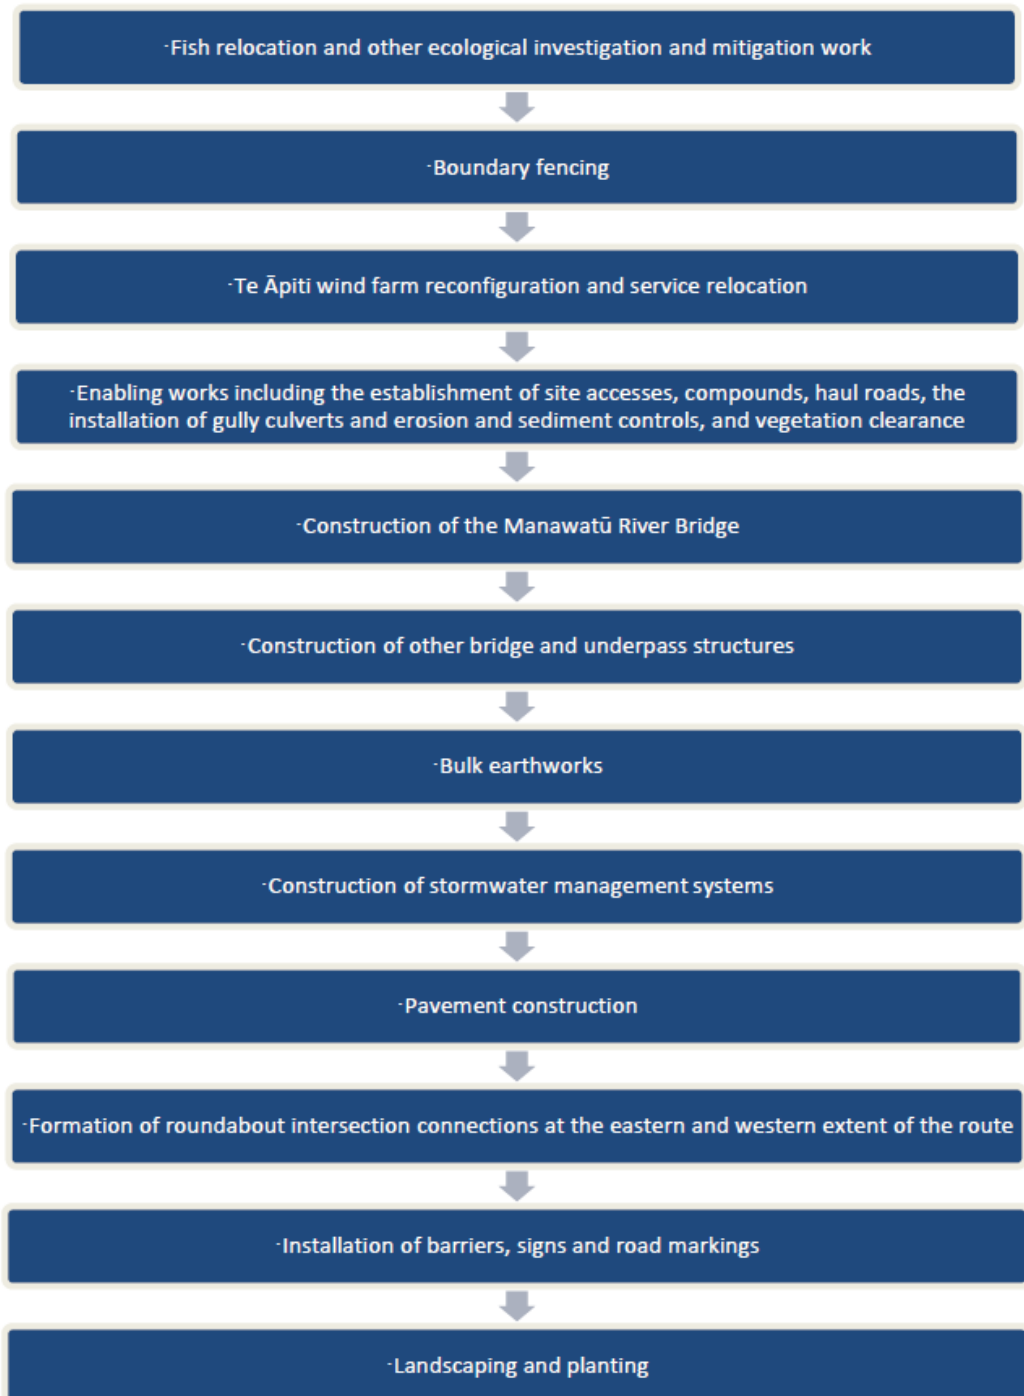 -Fish relocation and other ecological investigation and mitigation work
-Boundary fencing
-Te Āpiti wind farm reconfiguration and service relocation
-Enabling works including the establishment of site accesses, compounds, haul roads, the
installation of gully culverts and erosion and sediment controls, and vegetation clearance
-Construction of the Manawatū River Bridge
-Construction of other bridge and underpass structures
-Bulk earthworks
-Construction of stormwater management systems
-Pavement construction
-Formation of roundabout intersection connections at the eastern and western extent of the route
-Installation of barriers, signs and road markings
-Landscaping and planting